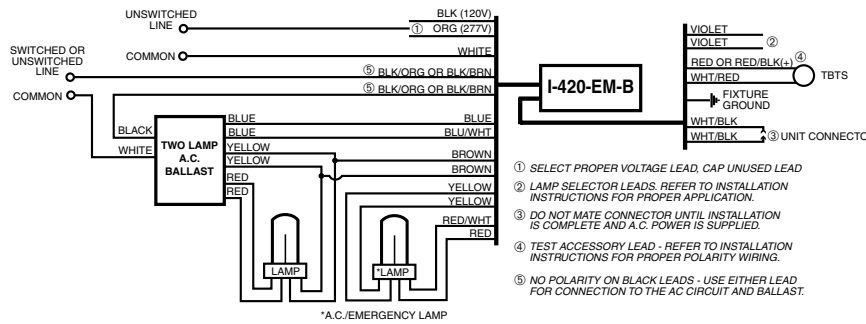 UNSWITCHED
LINE
① BLK (120V)
ORG (277V)
COMMON
WHITE
SWITCHED OR
UNSWITCHED
LINE
⑤ BLK/ORG OR BLK/BRN
COMMON
⑤ BLK/ORG OR BLK/BRN
BLACK
WHITE
TWO LAMP
A.C.
BALLAST
BLUE
BLUE
YELLOW
YELLOW
RED
RED
BLUE
BLU/WHT
BROWN
BROWN
YELLOW
YELLOW
RED/WHT
RED
LAMP
*LAMP
*A.C./EMERGENCY LAMP
I-420-EM-B
VIOLET
VIOLET ②
RED OR RED/BLK(+) ④
WHT/RED
TBTS
FIXTURE
GROUND
WHT/BLK
WHT/BLK
③ UNIT CONNECTO
① SELECT PROPER VOLTAGE LEAD, CAP UNUSED LEAD
② LAMP SELECTOR LEADS. REFER TO INSTALLATION
INSTRUCTIONS FOR PROPER APPLICATION.
③ DO NOT MATE CONNECTOR UNTIL INSTALLATION
IS COMPLETE AND A.C. POWER IS SUPPLIED.
④ TEST ACCESSORY LEAD - REFER TO INSTALLATION
INSTRUCTIONS FOR PROPER POLARITY WIRING.
⑤ NO POLARITY ON BLACK LEADS - USE EITHER LEAD
FOR CONNECTION TO THE AC CIRCUIT AND BALLAST.